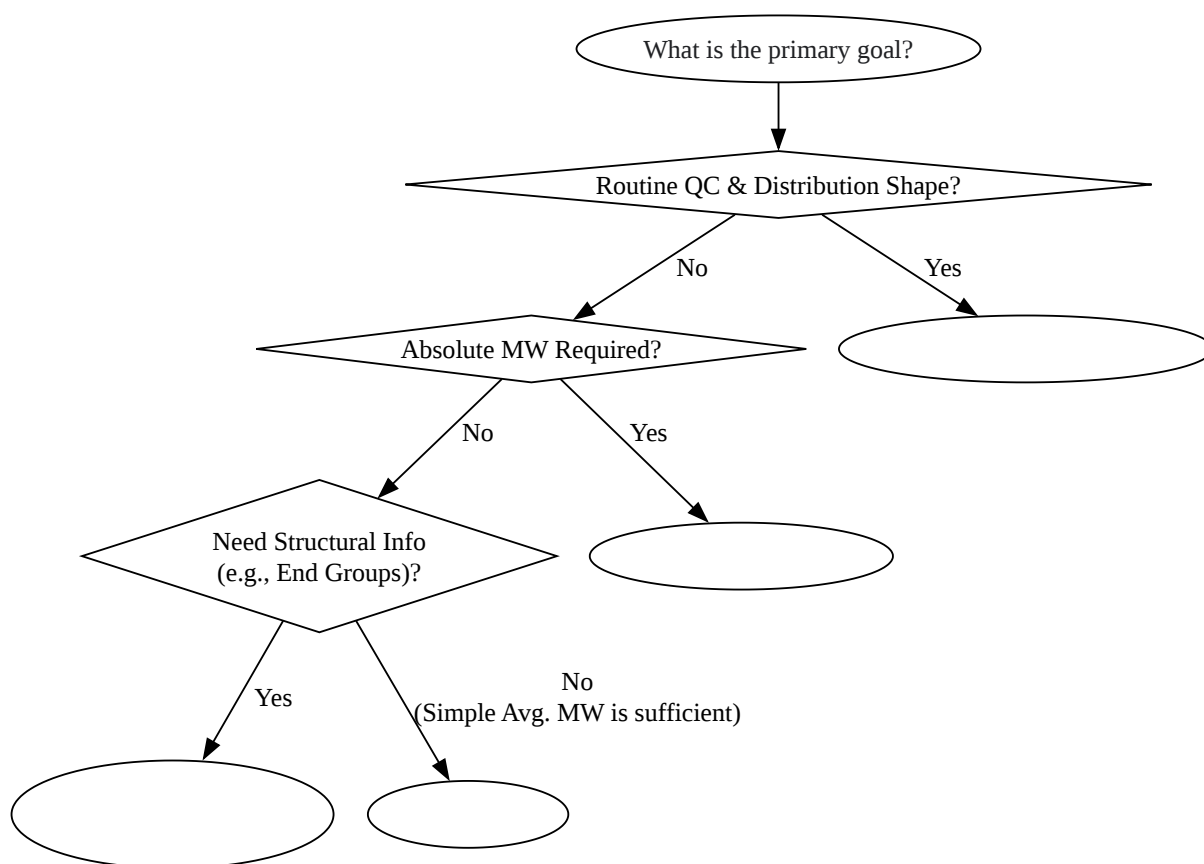 What is the primary goal?
Routine QC & Distribution Shape?
No
Yes
Absolute MW Required?
No
Yes
Need Structural Info
(e.g., End Groups)?
Yes
No
(Simple Avg. MW is sufficient)